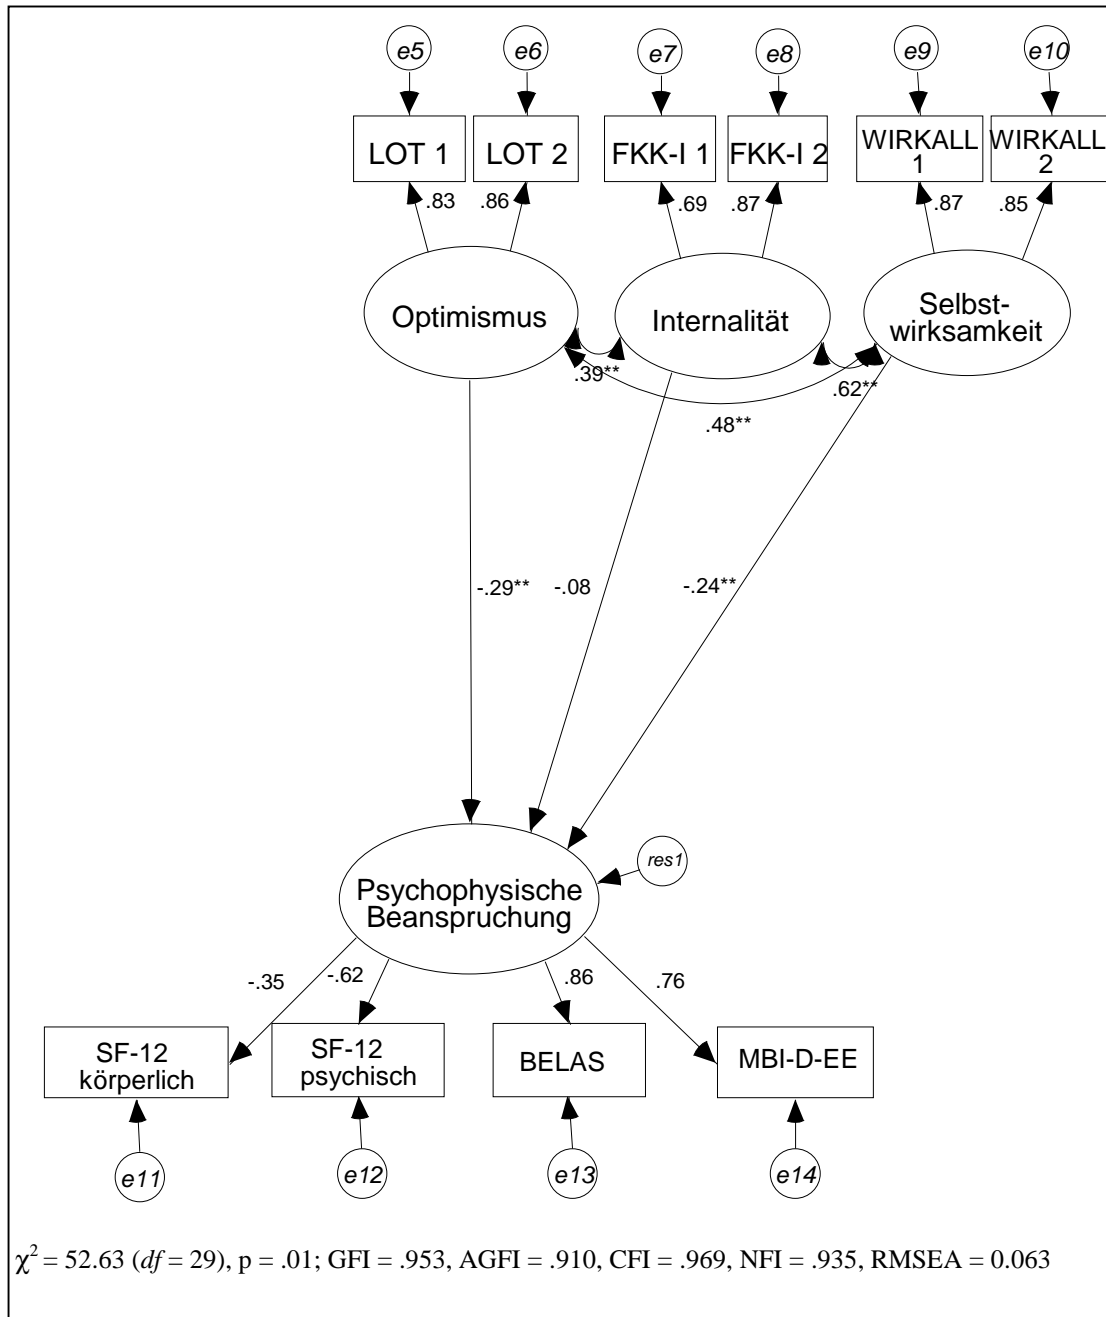 e5
e6
e7
e8
e9
e10
LOT 1
LOT 2
FKK-I 1
FKK-I 2
WIRKALL
1
WIRKALL
2
.83
.86
.69
.87
.87
.85
Optimismus
Internalität
Selbst-
wirksamkeit
.39**
.62**
.48**
-.29**
-.08
-.24**
res1
Psychophysische
Beanspruchung
-.35
-.62
.86
.76
SF-12
körperlich
SF-12
psychisch
BELAS
MBI-D-EE
e11
e12
e13
e14
χ² = 52.63 (df = 29), p = .01; GFI = .953, AGFI = .910, CFI = .969, NFI = .935, RMSEA = 0.063